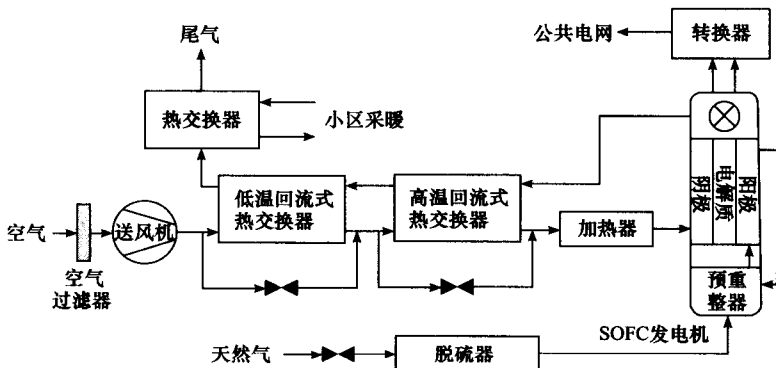 尾气
公共电网
转换器
热交换器
小区采暖
低温回流式
热交换器
高温回流式
热交换器
阴极
电解质
阳极
空气
送风机
加热器
空气
过滤器
预重
整器
SOFC发电机
天然气
脱硫器